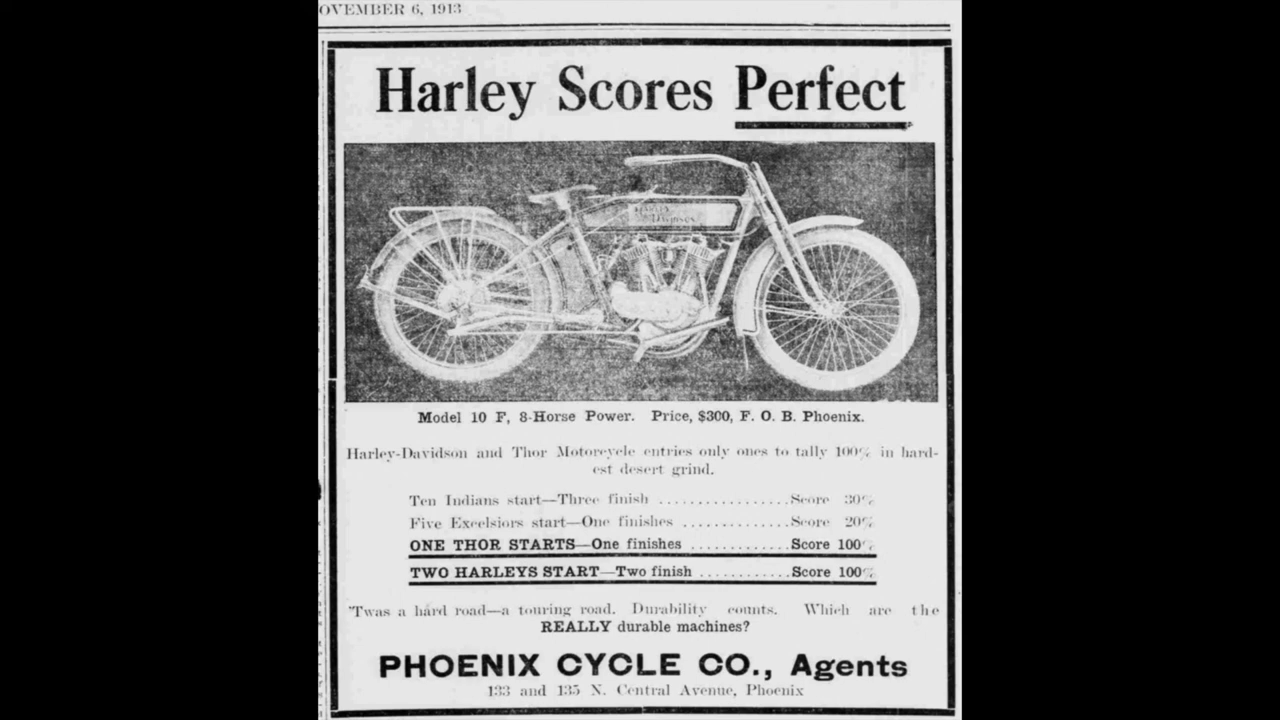 OVEMBER 6, 1913
Harley Scores Perfect
HARLEY
DAVIDSON
Model 10 F, 8-Horse Power. Price, $300, F. O. B. Phoenix.
Harley-Davidson and Thor Motorcycle entries only ones to tally 100% in hard-
est desert grind.
Ten Indians start—Three finish ................Score 30%
Five Excelsiors start—One finishes .............Score 20%
ONE THOR STARTS—One finishes ............Score 100%
TWO HARLEYS START—Two finish ...........Score 100%
'Twas a hard road—a touring road. Durability counts. Which are the
REALLY durable machines?
PHOENIX CYCLE CO., Agents
133 and 135 N. Central Avenue, Phoenix